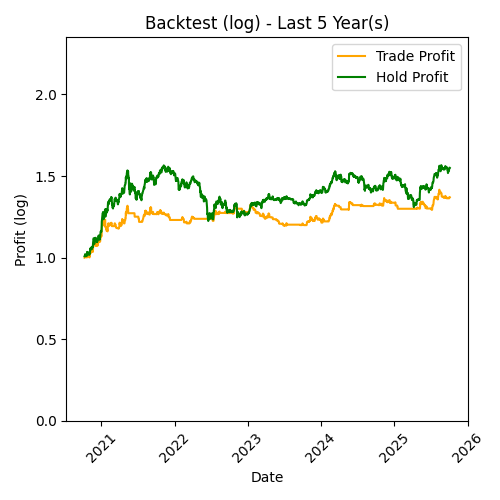 Backtest (log) - Last 5 Year(s)
Trade Profit
Hold Profit
Profit (log)
2.0
1.5
1.0
0.5
0.0
2021
2022
2023
2024
2025
2026
Date